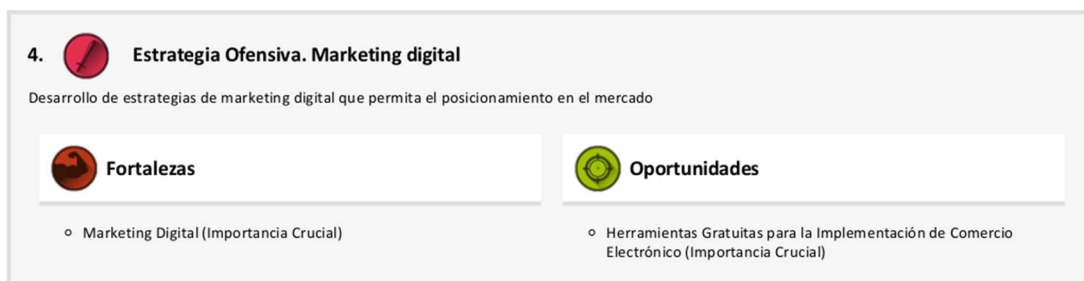 4. Estrategia Ofensiva. Marketing digital
Desarrollo de estrategias de marketing digital que permita el posicionamiento en el mercado
Fortalezas
Marketing Digital (Importancia Crucial)
Oportunidades
Herramientas Gratuitas para la Implementación de Comercio
Electrónico (Importancia Crucial)